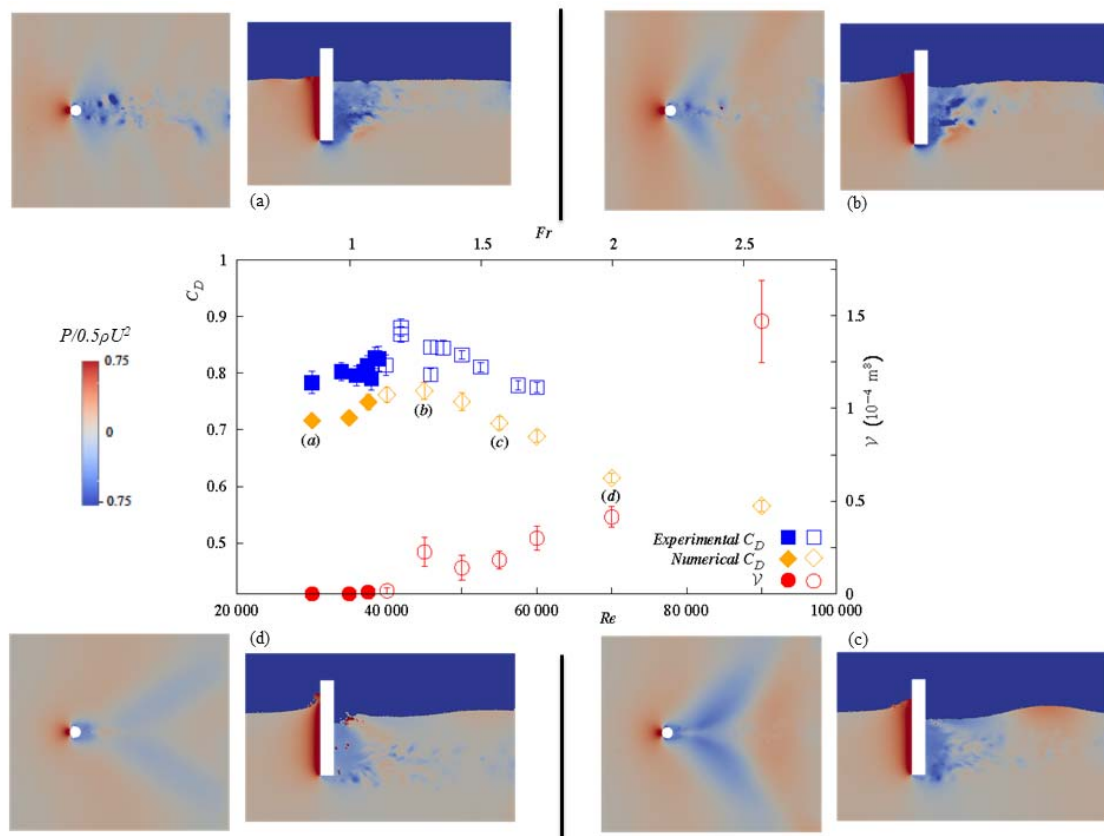 (a)
(b)
Fr
1 1.5 2 2.5
C_D
1
0.9
0.8
0.7
0.6
0.5
P/0.5ρU²
0.75
0
-0.75
(a)
(b)
(c)
(d)
Experimental C_D
Numerical C_D
𝒱
1.5
1
0.5
0
𝒱 (10⁻⁴ m³)
20 000 40 000 60 000 80 000 100 000
Re
(d)
(c)